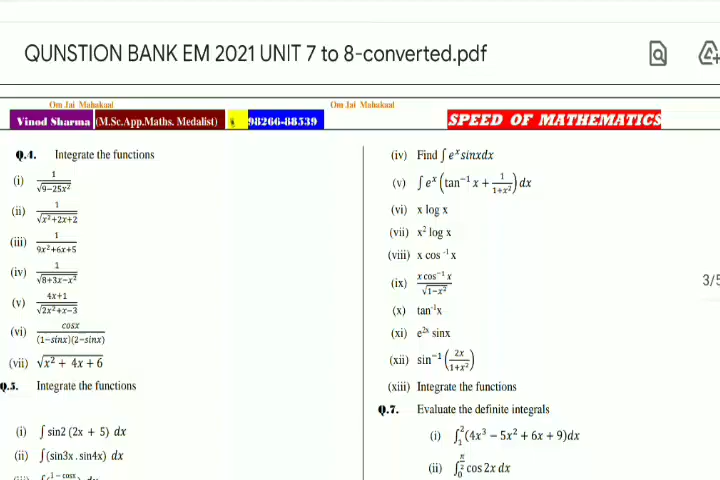 QUNSTION BANK EM 2021 UNIT 7 to 8-converted.pdf
Om Jai Mahakaal
Om Jai Mahakaal
Vinod Sharma (M.Sc.App.Maths. Medalist) 98266-88539
SPEED OF MATHEMATICS
3/5
Q.4. Integrate the functions
(i) 1/√(9−25x²)
(ii) 1/√(x²+2x+2)
(iii) 1/(9x²+6x+5)
(iv) 1/√(8+3x−x²)
(v) (4x+1)/√(2x²+x−3)
(vi) cosx/((1−sinx)(2−sinx))
(vii) √(x² + 4x + 6)
Q.5. Integrate the functions
(i) ∫ sin2 (2x + 5) dx
(ii) ∫(sin3x . sin4x) dx
(iv) Find ∫ eˣsinxdx
(v) ∫eˣ (tan⁻¹ x + 1/(1+x²)) dx
(vi) x log x
(vii) x² log x
(viii) x cos ⁻¹x
(ix) x cos⁻¹ x/√(1−x²)
(x) tan⁻¹x
(xi) e²ˣ sinx
(xii) sin⁻¹ (2x/(1+x²))
(xiii) Integrate the functions
Q.7. Evaluate the definite integrals
(i) ∫₁²(4x³ − 5x² + 6x + 9)dx
(ii) ∫₀^(π/2) cos 2x dx